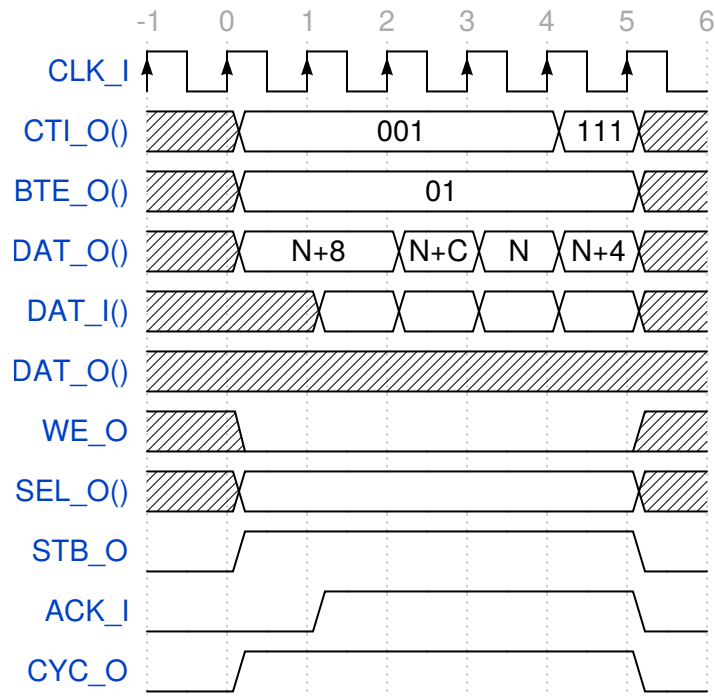 -1 0 1 2 3 4 5 6
CLK_I
CTI_O() 001 111
BTE_O() 01
DAT_O() N+8 N+C N N+4
DAT_I()
DAT_O()
WE_O
SEL_O()
STB_O
ACK_I
CYC_O